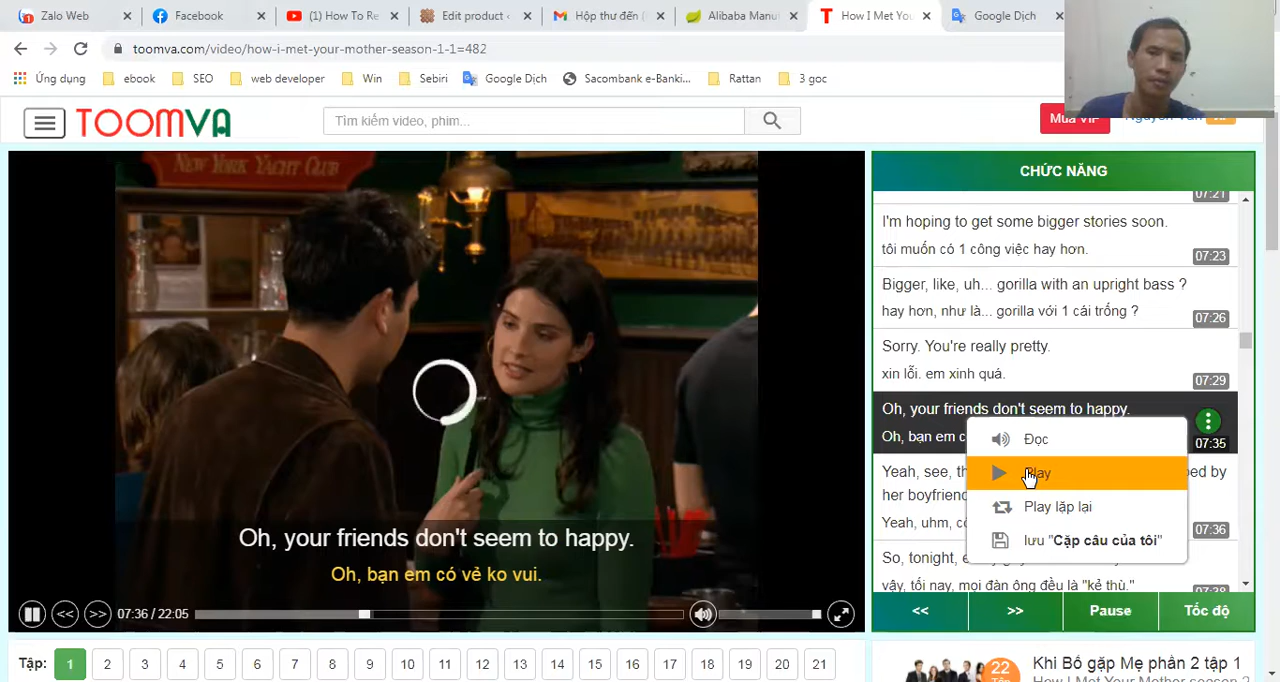 Zalo Web
Facebook
(1) How To Re
Edit product ‹
Hộp thư đến (
Alibaba Manu
How I Met You
Google Dịch
toomva.com/video/how-i-met-your-mother-season-1-1=482
Ứng dụng
ebook
SEO
web developer
Win
Sebiri
Google Dịch
Sacombank e-Banki...
Rattan
3 goc
TOOMVA
Tìm kiếm video, phim...
Mua VIP
NEW YORK YACHT CLUB
CHỨC NĂNG
07:21
I'm hoping to get some bigger stories soon.
tôi muốn có 1 công việc hay hơn.
07:23
Bigger, like, uh... gorilla with an upright bass ?
hay hơn, như là... gorilla với 1 cái trống ?
07:26
Sorry. You're really pretty.
xin lỗi. em xinh quá.
07:29
Oh, your friends don't seem to happy.
Oh, bạn em c
07:35
Đọc
Play
Play lặp lại
lưu "Cặp câu của tôi"
Yeah, see, th
ped by
her boyfriend
Yeah, uhm, cô
07:36
So, tonight, e
vậy, tối nay, mọi đàn ông đều là "kẻ thù."
07:38
Oh, your friends don't seem to happy.
Oh, bạn em có vẻ ko vui.
<< >> 07:36 / 22:05
<< >> Pause Tốc độ
Tập: 1 2 3 4 5 6 7 8 9 10 11 12 13 14 15 16 17 18 19 20 21
22
Tập
Khi Bố gặp Mẹ phần 2 tập 1
How I Met Your Mother season 2